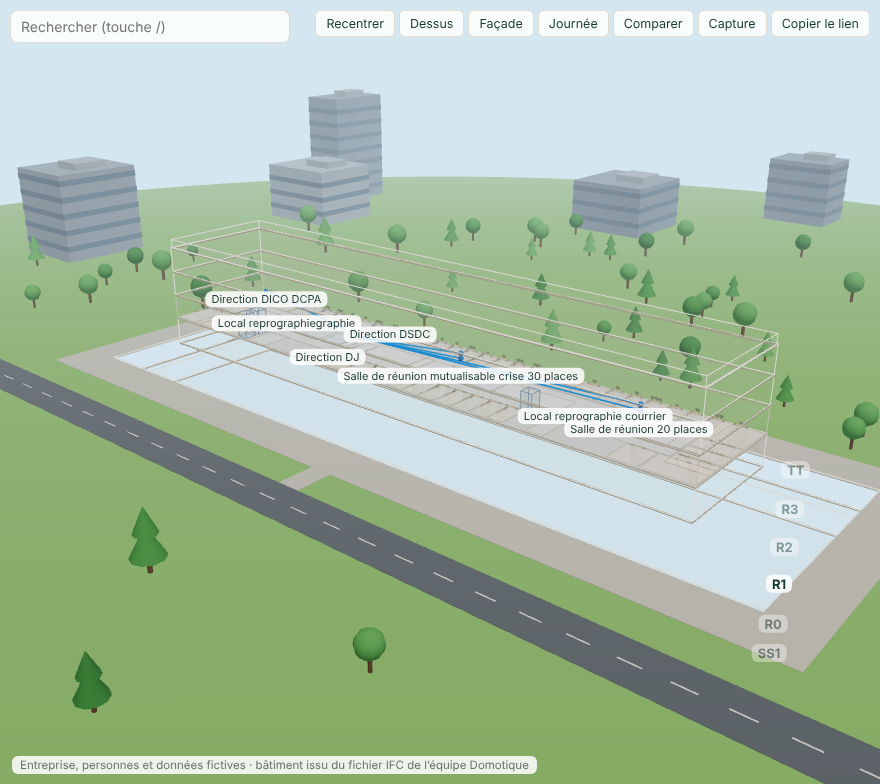 Rechercher (touche /)
Recentrer
Dessus
Façade
Journée
Comparer
Capture
Copier le lien
Direction DICO DCPA
Local reprographiegraphie
Direction DSDC
Direction DJ
Salle de réunion mutualisable crise 30 places
Local reprographie courrier
Salle de réunion 20 places
TT
R3
R2
R1
R0
SS1
Entreprise, personnes et données fictives · bâtiment issu du fichier IFC de l’équipe Domotique